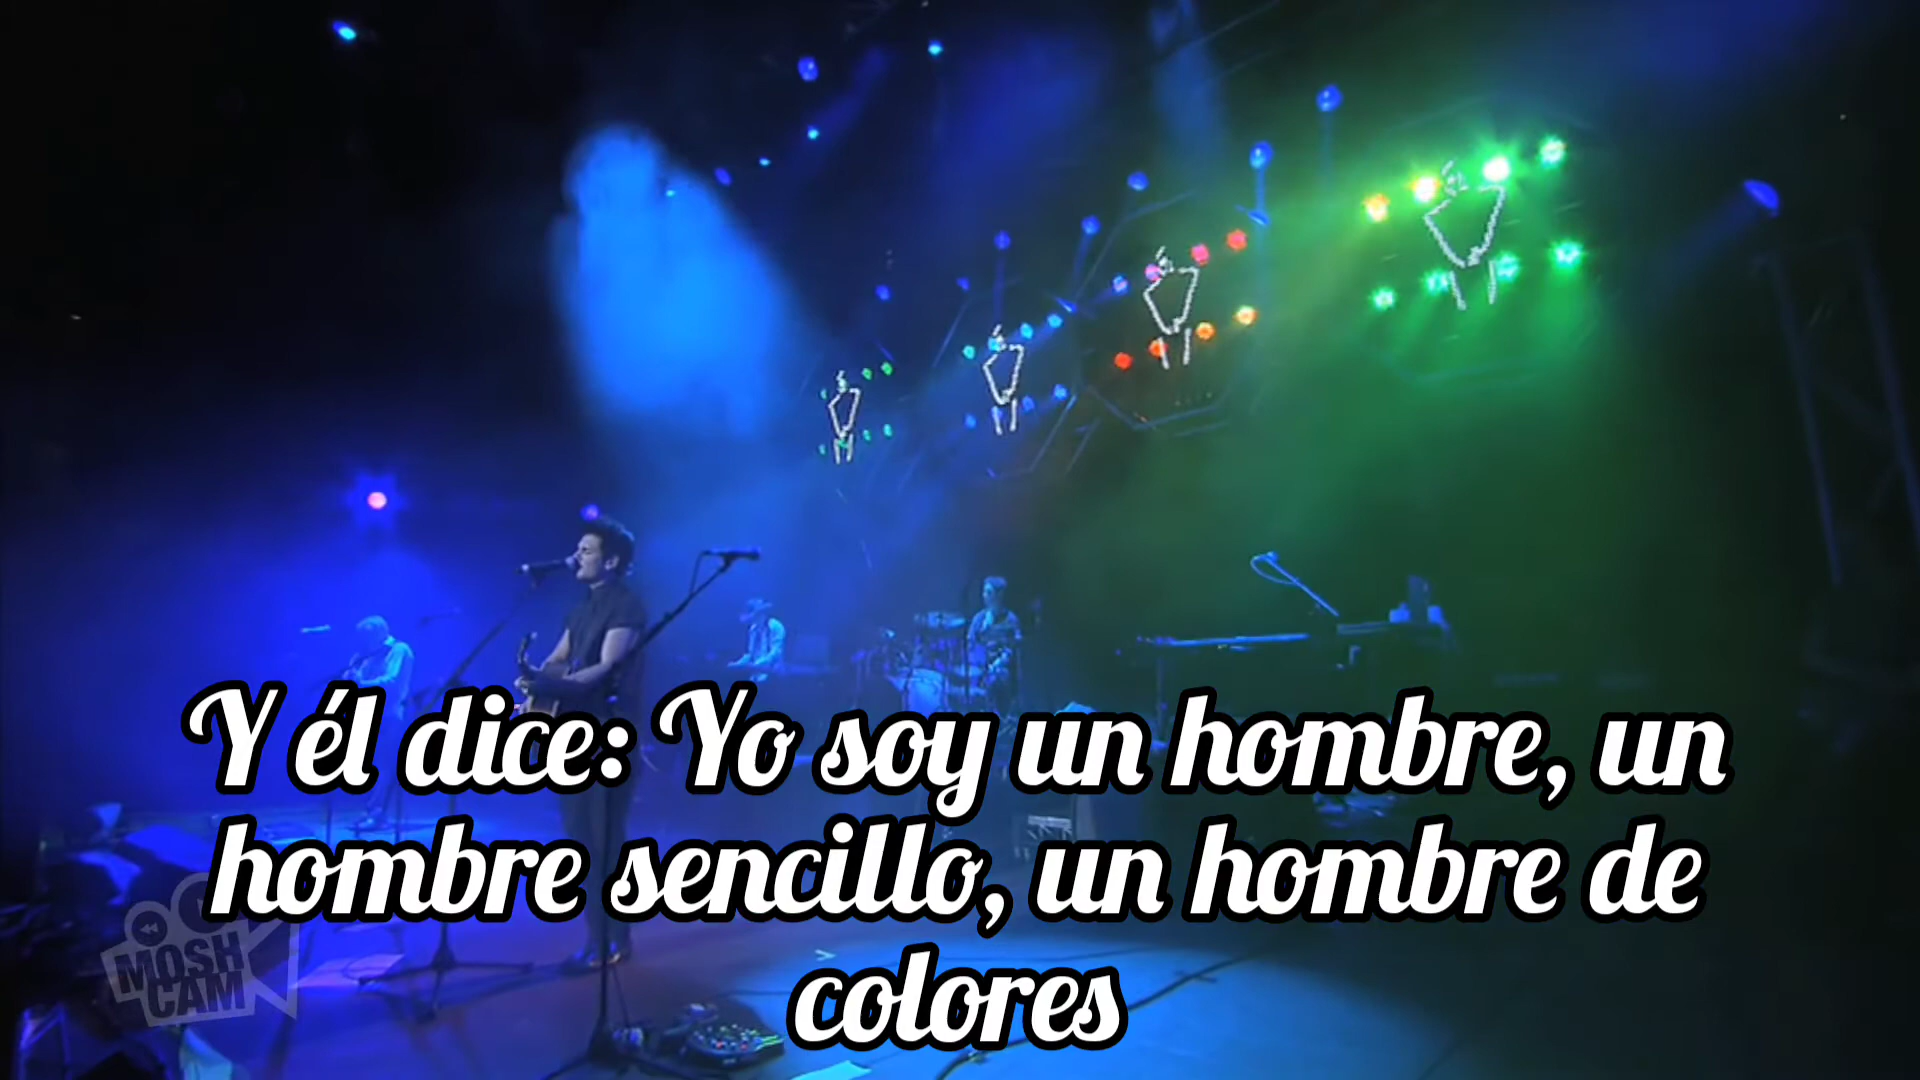 Y él dice: Yo soy un hombre, un
hombre sencillo, un hombre de
colores
MOSH
CAM